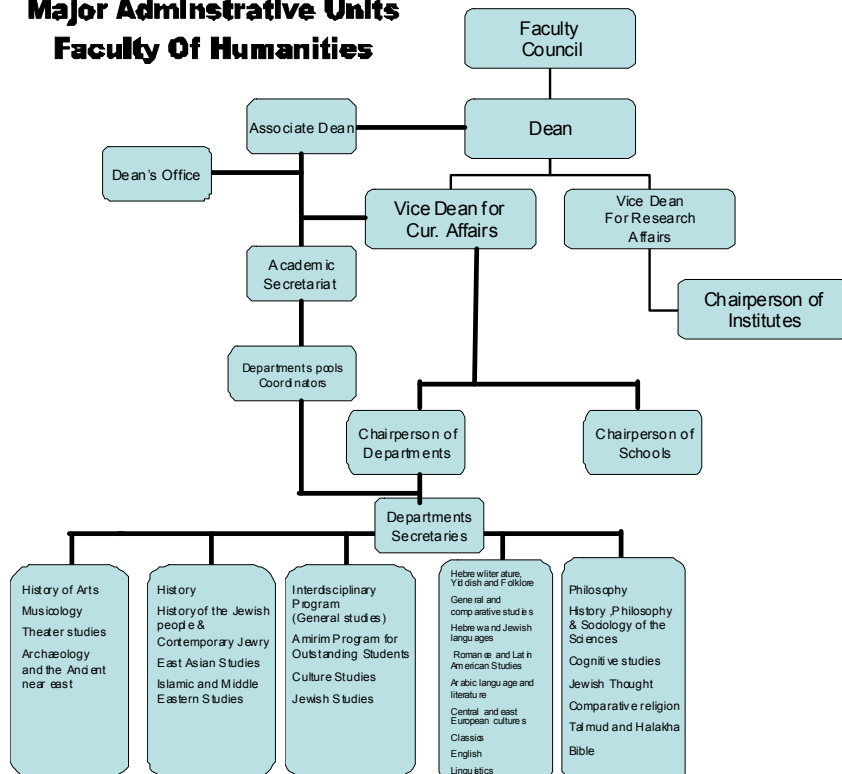 Major Adminstrative Units
Faculty Of Humanities
Faculty
Council
Associate Dean
Dean
Dean's Office
Vice Dean for
Cur. Affairs
Vice Dean
For Research
Affairs
Academic
Secretariat
Chairperson of
Institutes
Departments pools
Coordinators
Chairperson of
Departments
Chairperson of
Schools
Departments
Secretaries
History of Arts
Musicology
Theater studies
Archaeology
and the Ancient
near east
History
History of the Jewish
people &
Contemporary Jewry
East Asian Studies
Islamic and Middle
Eastern Studies
Interdisciplinary
Program
(General studies)
Amirim Program for
Outstanding Students
Culture Studies
Jewish Studies
Hebrew literature,
Yiddish and Folklore
General and
comparative studies
Hebrew and Jewish
languages
Romance and Latin
American Studies
Arabic language and
literature
Central and east
European cultures
Classics
English
Linguistics
Philosophy
History ,Philosophy
& Sociology of the
Sciences
Cognitive studies
Jewish Thought
Comparative religion
Talmud and Halakha
Bible